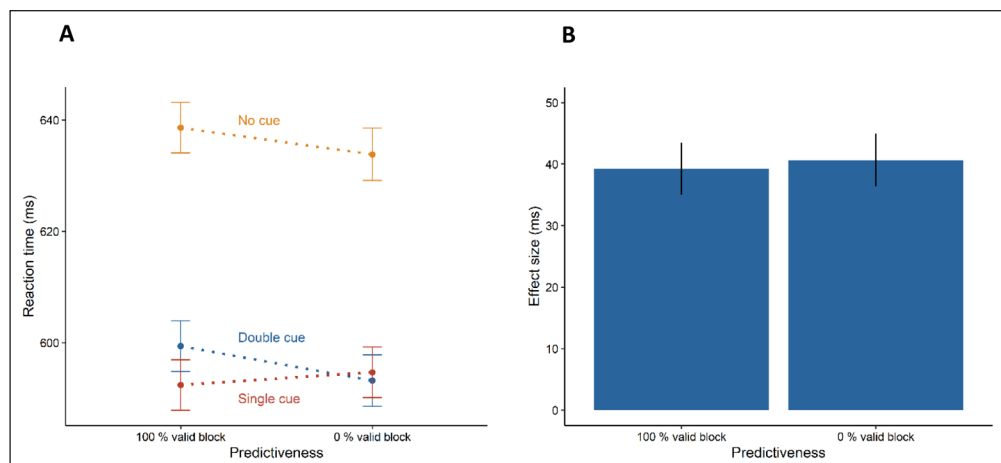 A
Reaction time (ms)
640
620
600
No cue
Double cue
Single cue
100 % valid block
0 % valid block
Predictiveness
B
Effect size (ms)
50
40
30
20
10
0
100 % valid block
0 % valid block
Predictiveness